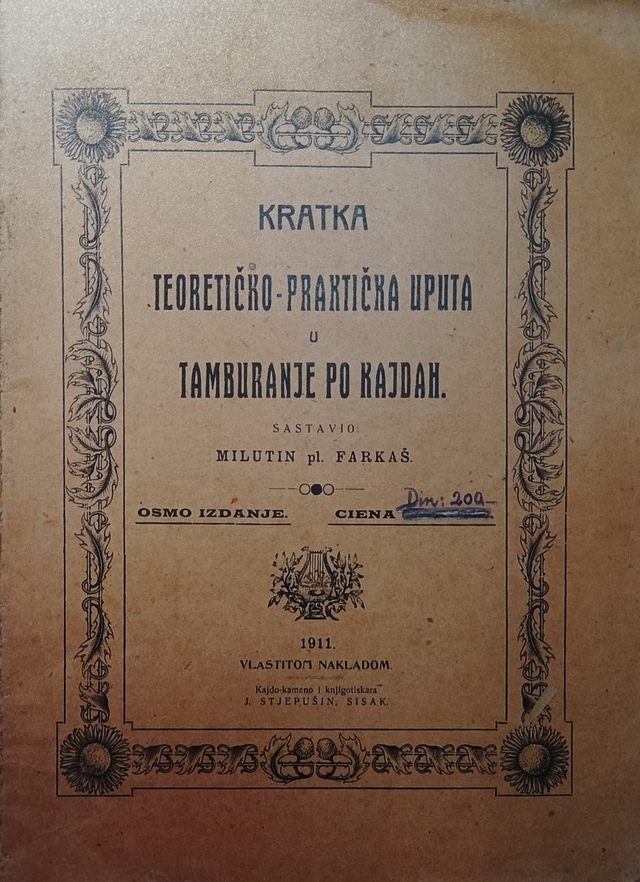 KRATKA
TEORETIČKO-PRAKTIČKA UPUTA
U
TAMBURANJE PO KAJDAH.
SASTAVIO:
MILUTIN pl. FARKAŠ.
OSMO IZDANJE. CIENA Din: 200-
1911.
VLASTITOM NAKLADOM.
Kajdo-kameno i knjigotiskara
J. STJEPUŠIN, SISAK.